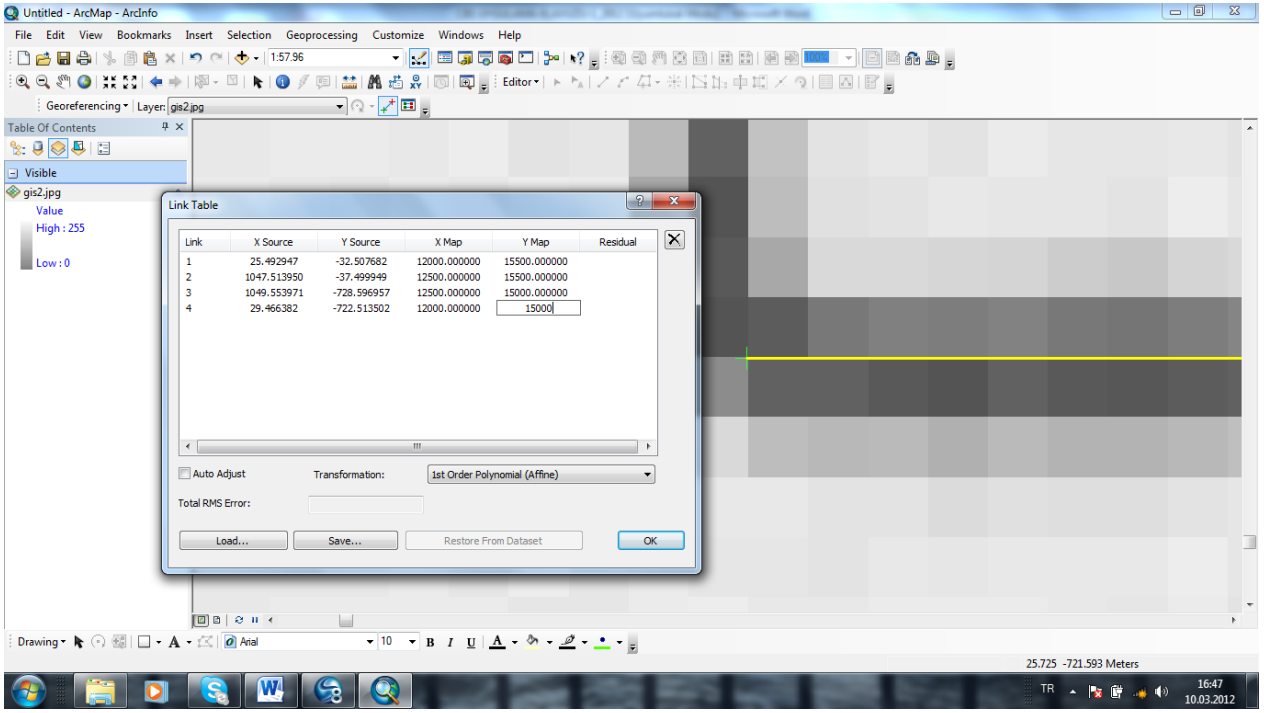 Untitled - ArcMap - ArcInfo
File Edit View Bookmarks Insert Selection Geoprocessing Customize Windows Help
1:57.96 100%
Editor
Georeferencing Layer: gis2.jpg
Table Of Contents
Visible
gis2.jpg
Value
High : 255
Low : 0
Link Table
Link X Source Y Source X Map Y Map Residual
1 25.492947 -32.507682 12000.000000 15500.000000
2 1047.513950 -37.499949 12500.000000 15500.000000
3 1049.553971 -728.596957 12500.000000 15000.000000
4 29.466382 -722.513502 12000.000000 15000
Auto Adjust Transformation: 1st Order Polynomial (Affine)
Total RMS Error:
Load... Save... Restore From Dataset OK
Drawing A Arial 10 B I U A
25.725 -721.593 Meters
TR 16:47
10.03.2012